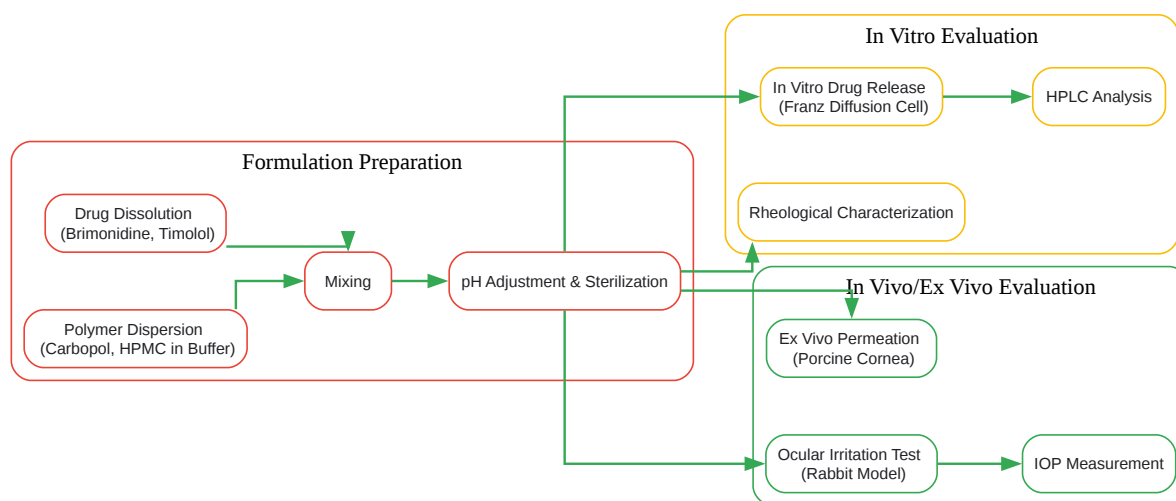 Formulation Preparation
Drug Dissolution
(Brimonidine, Timolol)
Polymer Dispersion
(Carbopol, HPMC in Buffer)
Mixing
pH Adjustment & Sterilization
In Vitro Evaluation
In Vitro Drug Release
(Franz Diffusion Cell)
HPLC Analysis
Rheological Characterization
In Vivo/Ex Vivo Evaluation
Ex Vivo Permeation
(Porcine Cornea)
Ocular Irritation Test
(Rabbit Model)
IOP Measurement